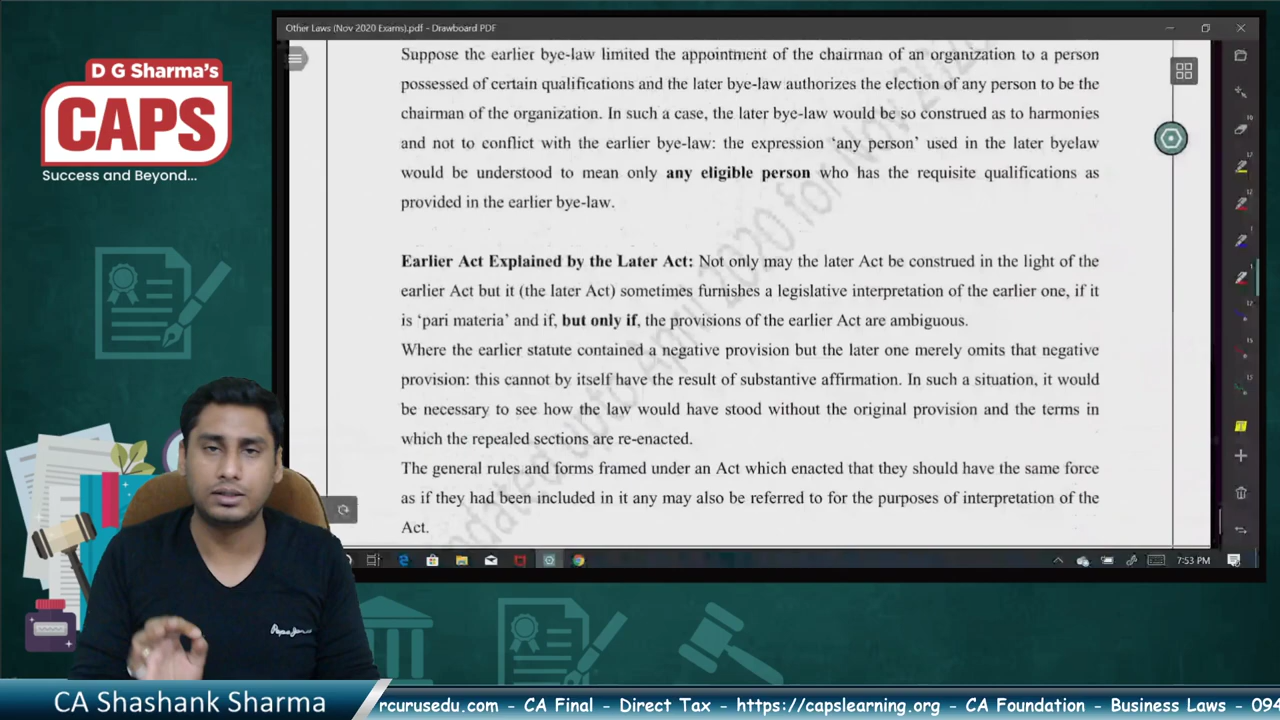 Other Laws (Nov 2020 Exams).pdf - Drawboard PDF
D G Sharma's
CAPS
Success and Beyond...
Suppose the earlier bye-law limited the appointment of the chairman of an organization to a person
possessed of certain qualifications and the later bye-law authorizes the election of any person to be the
chairman of the organization. In such a case, the later bye-law would be so construed as to harmonies
and not to conflict with the earlier bye-law: the expression 'any person' used in the later byelaw
would be understood to mean only any eligible person who has the requisite qualifications as
provided in the earlier bye-law.
Earlier Act Explained by the Later Act: Not only may the later Act be construed in the light of the
earlier Act but it (the later Act) sometimes furnishes a legislative interpretation of the earlier one, if it
is 'pari materia' and if, but only if, the provisions of the earlier Act are ambiguous.
Where the earlier statute contained a negative provision but the later one merely omits that negative
provision: this cannot by itself have the result of substantive affirmation. In such a situation, it would
be necessary to see how the law would have stood without the original provision and the terms in
which the repealed sections are re-enacted.
The general rules and forms framed under an Act which enacted that they should have the same force
as if they had been included in it any may also be referred to for the purposes of interpretation of the
Act.
7:53 PM
CA Shashank Sharma
rcurusedu.com - CA Final - Direct Tax - https://capslearning.org - CA Foundation - Business Laws - 094